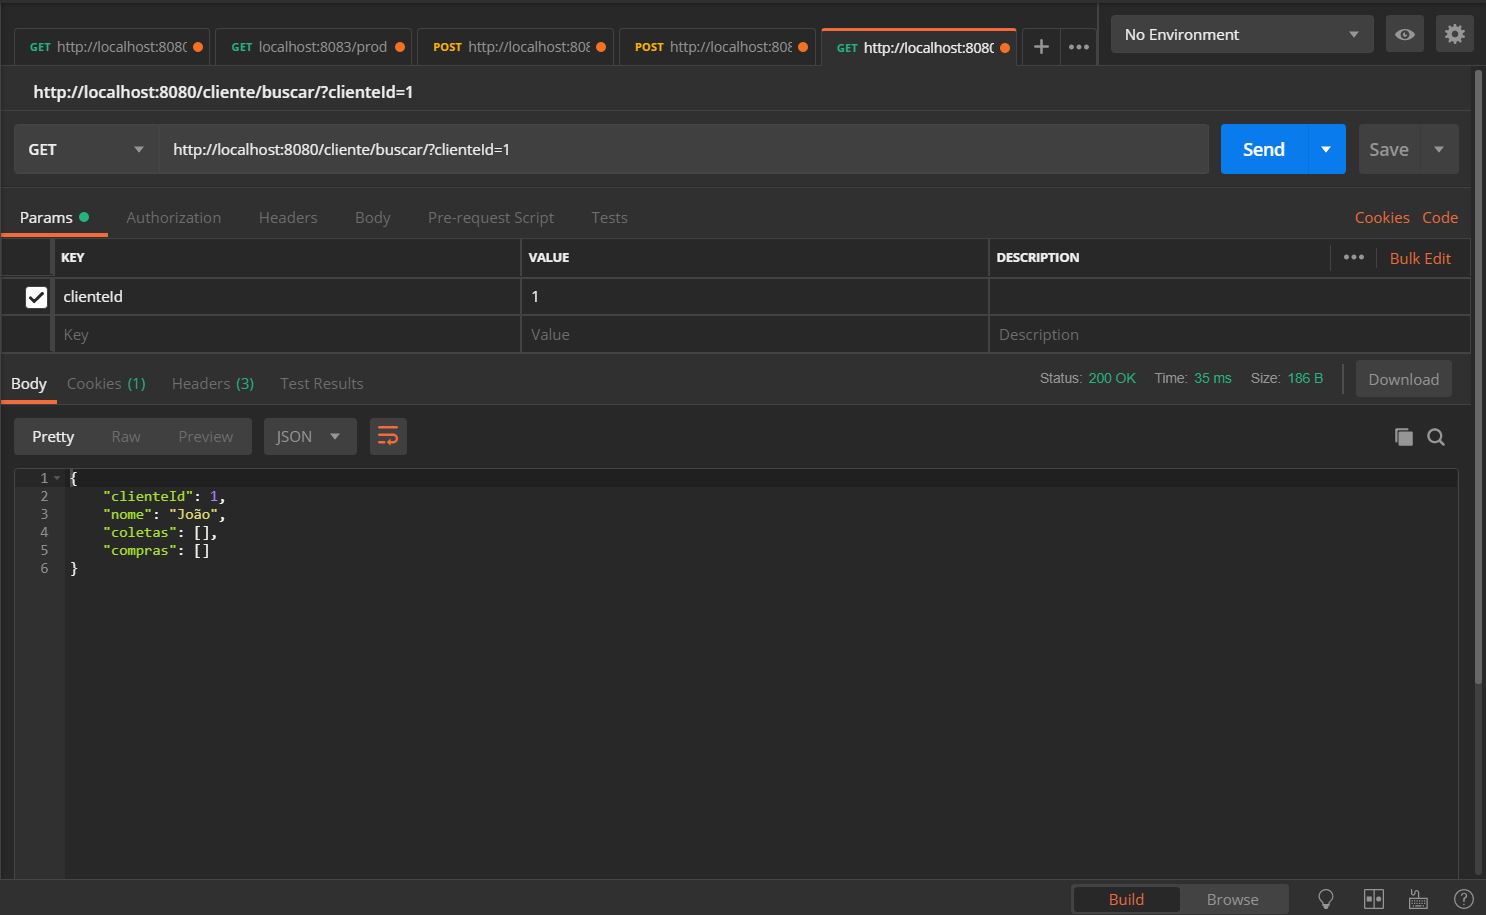 GET http://localhost:8080 GET localhost:8083/prod POST http://localhost:808 POST http://localhost:808 GET http://localhost:8080 No Environment
http://localhost:8080/cliente/buscar/?clienteId=1
GET http://localhost:8080/cliente/buscar/?clienteId=1 Send Save
Params Authorization Headers Body Pre-request Script Tests Cookies Code
KEY VALUE DESCRIPTION Bulk Edit
clienteId 1
Key Value Description
Body Cookies (1) Headers (3) Test Results Status: 200 OK Time: 35 ms Size: 186 B Download
Pretty Raw Preview JSON
1 {
2 "clienteId": 1,
3 "nome": "João",
4 "coletas": [],
5 "compras": []
6 }
Build Browse